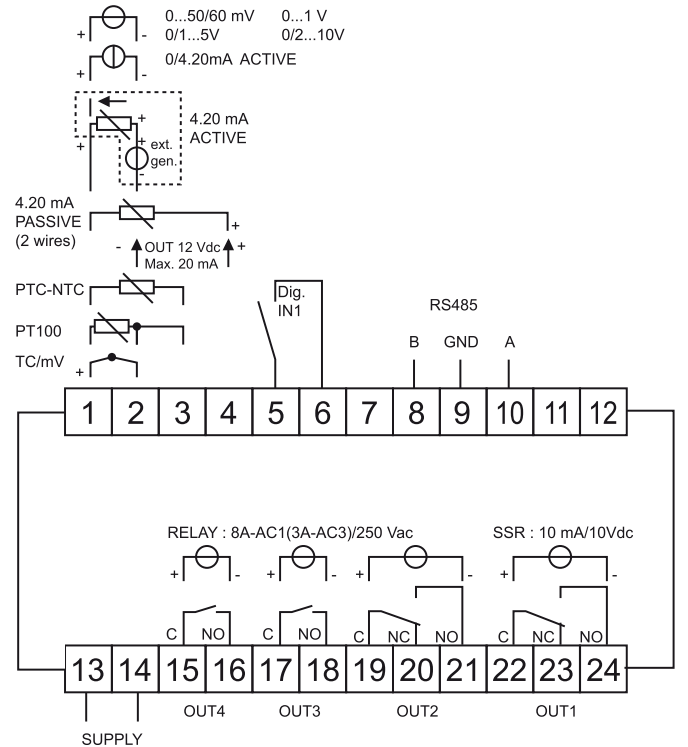 0...50/60 mV 0...1 V
+ - 0/1...5V 0/2...10V
0/4.20mA ACTIVE
+ -
+
4.20 mA
+ + ext.
ACTIVE
gen.
-
4.20 mA
PASSIVE
+
(2 wires)
- OUT 12 Vdc +
Max. 20 mA
PTC-NTC
Dig.
IN1
RS485
PT100
B GND A
TC/mV
+
1 2 3 4 5 6 7 8 9 10 11 12
RELAY : 8A-AC1(3A-AC3)/250 Vac SSR : 10 mA/10Vdc
+ - + - + - + -
C NO C NO C NC NO C NC NO
13 14 15 16 17 18 19 20 21 22 23 24
OUT4 OUT3 OUT2 OUT1
SUPPLY